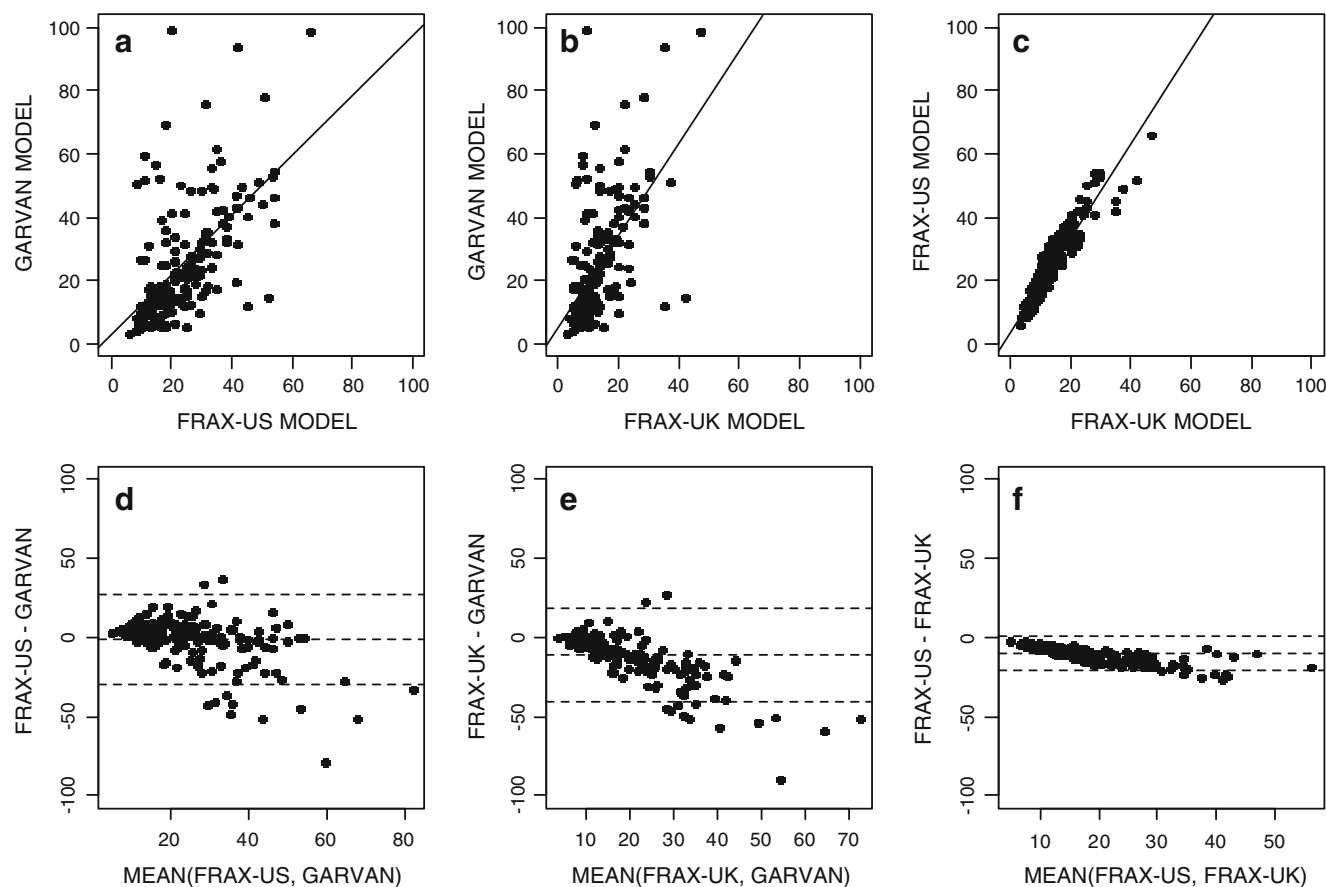 a
GARVAN MODEL
100
80
60
40
20
0
0 20 40 60 80 100
FRAX-US MODEL
b
GARVAN MODEL
100
80
60
40
20
0
0 20 40 60 80 100
FRAX-UK MODEL
c
FRAX-US MODEL
100
80
60
40
20
0
0 20 40 60 80 100
FRAX-UK MODEL
d
FRAX-US - GARVAN
100
50
0
-50
-100
20 40 60 80
MEAN(FRAX-US, GARVAN)
e
FRAX-UK - GARVAN
100
50
0
-50
-100
10 20 30 40 50 60 70
MEAN(FRAX-UK, GARVAN)
f
FRAX-US - FRAX-UK
100
50
0
-50
-100
10 20 30 40 50
MEAN(FRAX-US, FRAX-UK)